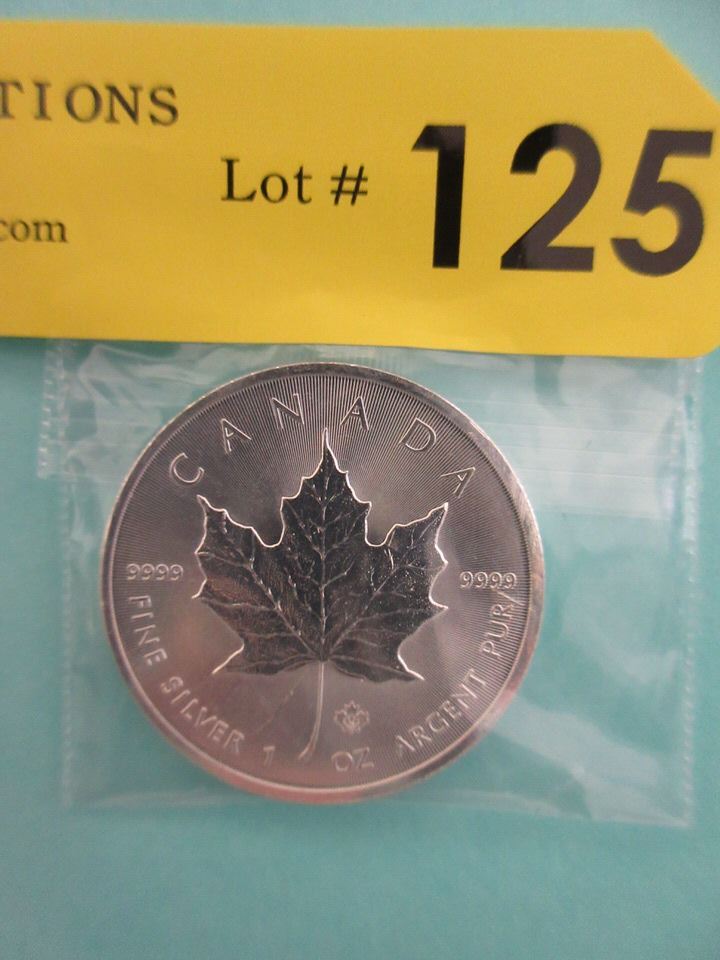 TIONS
Lot # 125
com
CANADA
9999 9999
FINE SILVER 1 OZ ARGENT PUR